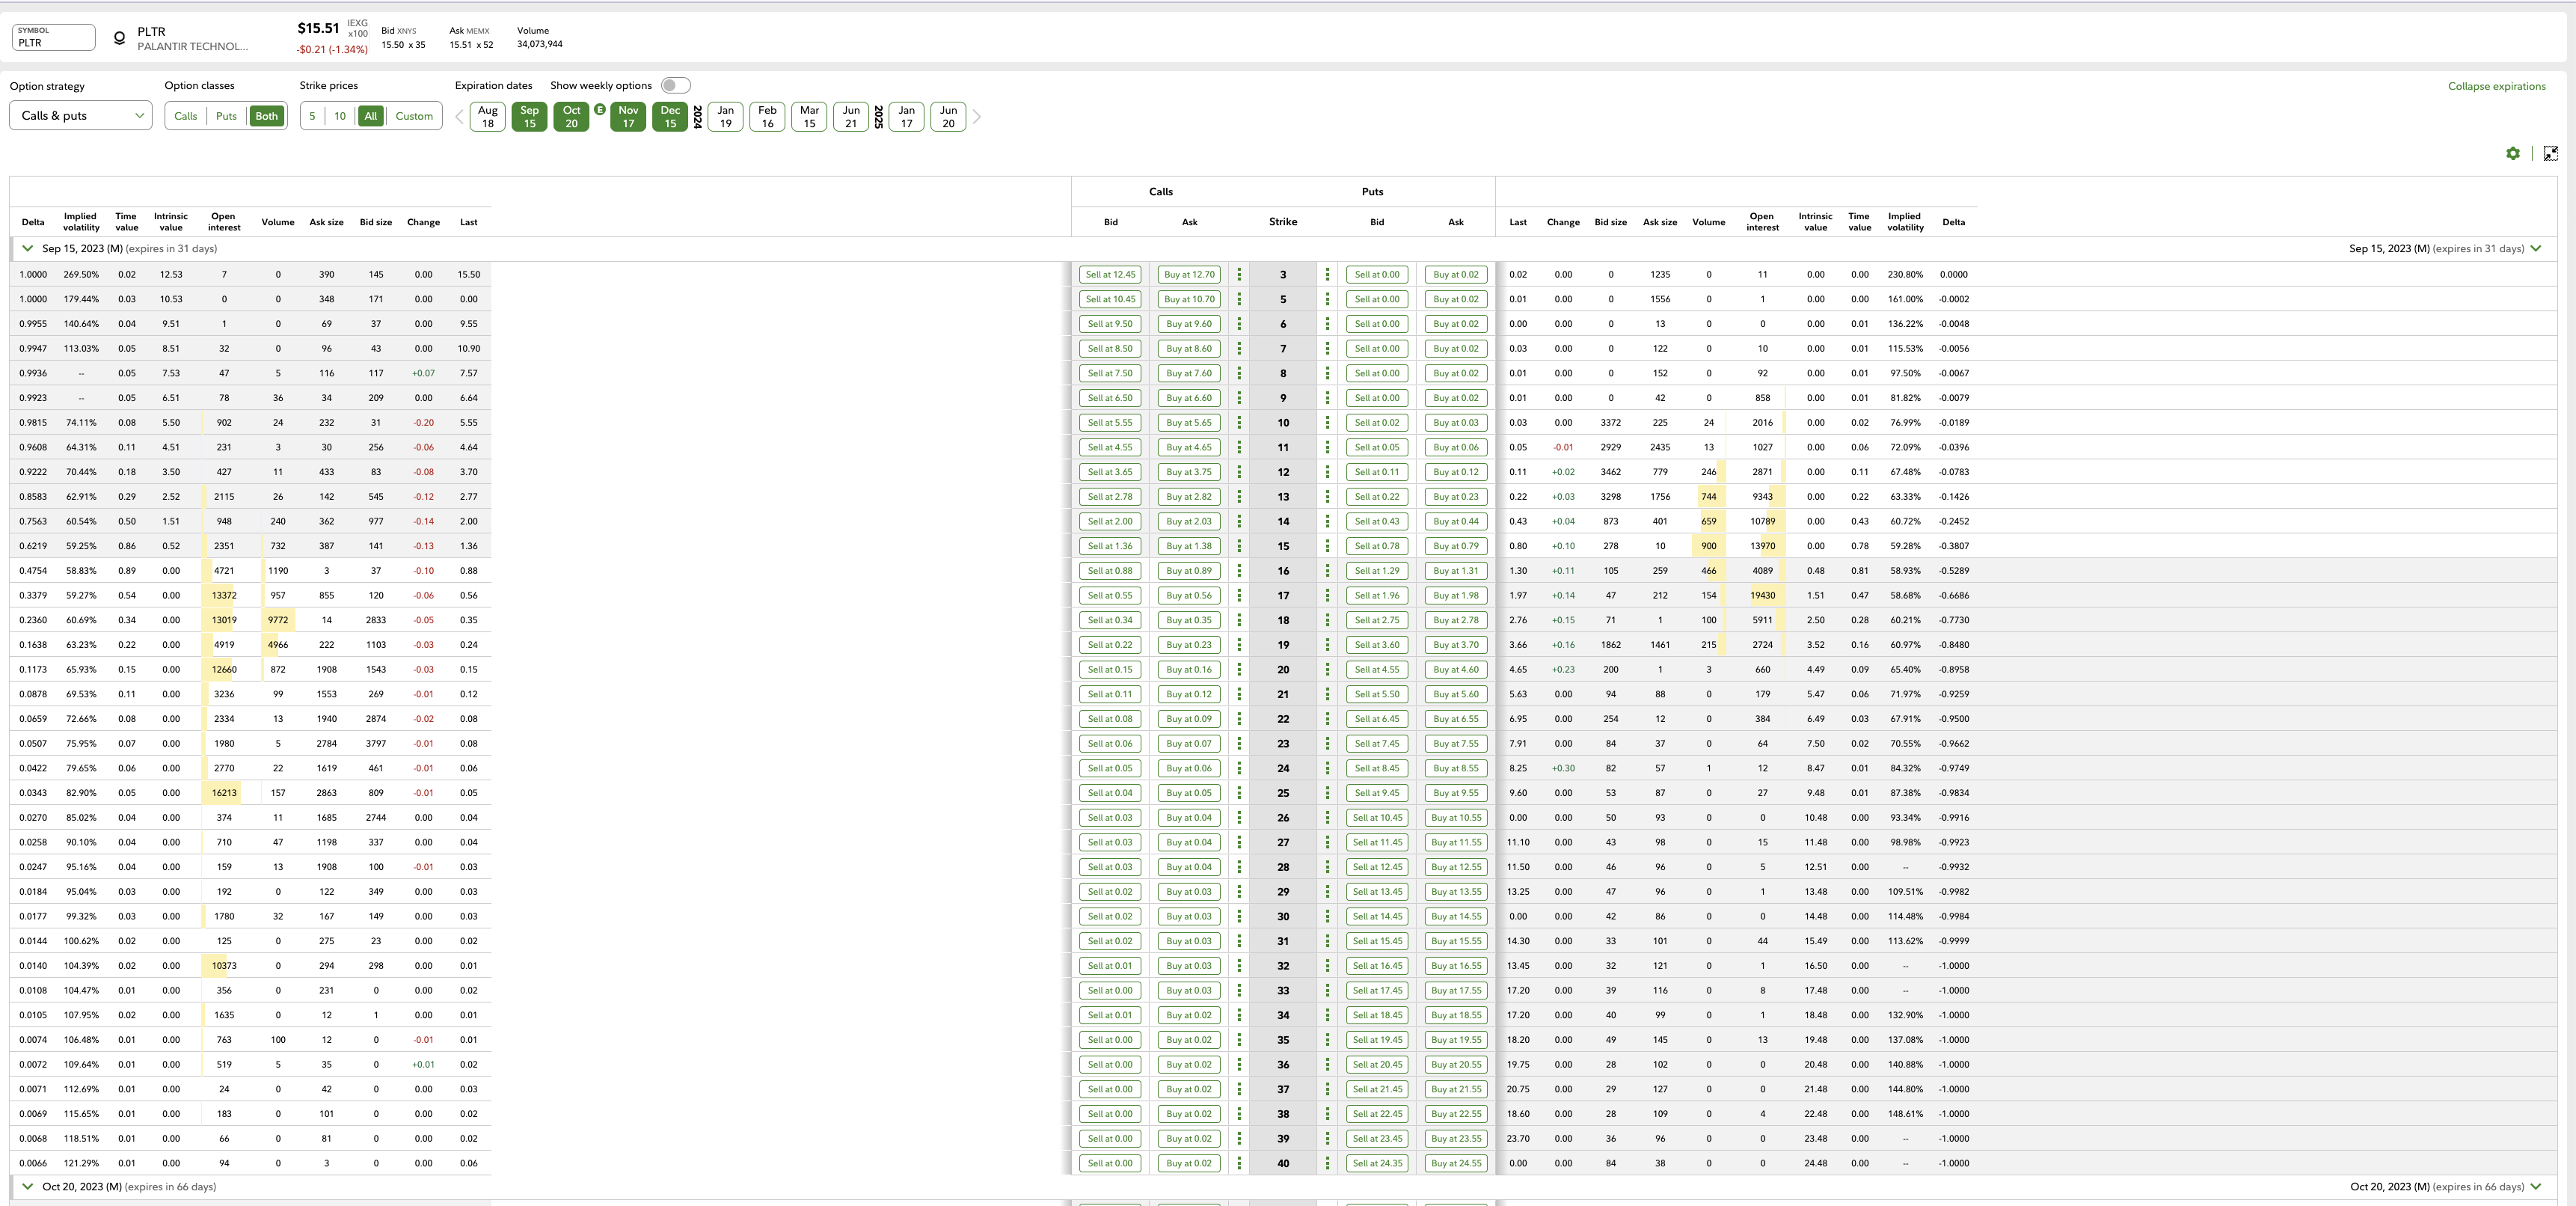 SYMBOL
PLTR
PLTR
PALANTIR TECHNOL...
$15.51 IEXG x100
-$0.21 (-1.34%)
Bid XNYS
15.50 x 35
Ask MEMX
15.51 x 52
Volume
34,073,944
Option strategy Option classes Strike prices Expiration dates Show weekly options Collapse expirations
Calls & puts Calls Puts Both 5 10 All Custom Aug 18 Sep 15 Oct 20 E Nov 17 Dec 15 2024 Jan 19 Feb 16 Mar 15 Jun 21 2025 Jan 17 Jun 20
Calls Puts
Delta Implied volatility Time value Intrinsic value Open interest Volume Ask size Bid size Change Last Bid Ask Strike Bid Ask Last Change Bid size Ask size Volume Open interest Intrinsic value Time value Implied volatility Delta
Sep 15, 2023 (M) (expires in 31 days) Sep 15, 2023 (M) (expires in 31 days)
1.0000 269.50% 0.02 12.53 7 0 390 145 0.00 15.50 Sell at 12.45 Buy at 12.70 3 Sell at 0.00 Buy at 0.02 0.02 0.00 0 1235 0 11 0.00 0.00 230.80% 0.0000
1.0000 179.44% 0.03 10.53 0 0 348 171 0.00 0.00 Sell at 10.45 Buy at 10.70 5 Sell at 0.00 Buy at 0.02 0.01 0.00 0 1556 0 1 0.00 0.00 161.00% -0.0002
0.9955 140.64% 0.04 9.51 1 0 69 37 0.00 9.55 Sell at 9.50 Buy at 9.60 6 Sell at 0.00 Buy at 0.02 0.00 0.00 0 13 0 0 0.00 0.01 136.22% -0.0048
0.9947 113.03% 0.05 8.51 32 0 96 43 0.00 10.90 Sell at 8.50 Buy at 8.60 7 Sell at 0.00 Buy at 0.02 0.03 0.00 0 122 0 10 0.00 0.01 115.53% -0.0056
0.9936 -- 0.05 7.53 47 5 116 117 +0.07 7.57 Sell at 7.50 Buy at 7.60 8 Sell at 0.00 Buy at 0.02 0.01 0.00 0 152 0 92 0.00 0.01 97.50% -0.0067
0.9923 -- 0.05 6.51 78 36 34 209 0.00 6.64 Sell at 6.50 Buy at 6.60 9 Sell at 0.00 Buy at 0.02 0.01 0.00 0 42 0 858 0.00 0.01 81.82% -0.0079
0.9815 74.11% 0.08 5.50 902 24 232 31 -0.20 5.55 Sell at 5.55 Buy at 5.65 10 Sell at 0.02 Buy at 0.03 0.03 0.00 3372 225 24 2016 0.00 0.02 76.99% -0.0189
0.9608 64.31% 0.11 4.51 231 3 30 256 -0.06 4.64 Sell at 4.55 Buy at 4.65 11 Sell at 0.05 Buy at 0.06 0.05 -0.01 2929 2435 13 1027 0.00 0.06 72.09% -0.0396
0.9222 70.44% 0.18 3.50 427 11 433 83 -0.08 3.70 Sell at 3.65 Buy at 3.75 12 Sell at 0.11 Buy at 0.12 0.11 +0.02 3462 779 246 2871 0.00 0.11 67.48% -0.0783
0.8583 62.91% 0.29 2.52 2115 26 142 545 -0.12 2.77 Sell at 2.78 Buy at 2.82 13 Sell at 0.22 Buy at 0.23 0.22 +0.03 3298 1756 744 9343 0.00 0.22 63.33% -0.1426
0.7563 60.54% 0.50 1.51 948 240 362 977 -0.14 2.00 Sell at 2.00 Buy at 2.03 14 Sell at 0.43 Buy at 0.44 0.43 +0.04 873 401 659 10789 0.00 0.43 60.72% -0.2452
0.6219 59.25% 0.86 0.52 2351 732 387 141 -0.13 1.36 Sell at 1.36 Buy at 1.38 15 Sell at 0.78 Buy at 0.79 0.80 +0.10 278 10 900 13970 0.00 0.78 59.28% -0.3807
0.4754 58.83% 0.89 0.00 4721 1190 3 37 -0.10 0.88 Sell at 0.88 Buy at 0.89 16 Sell at 1.29 Buy at 1.31 1.30 +0.11 105 259 466 4089 0.48 0.81 58.93% -0.5289
0.3379 59.27% 0.54 0.00 13372 957 855 120 -0.06 0.56 Sell at 0.55 Buy at 0.56 17 Sell at 1.96 Buy at 1.98 1.97 +0.14 47 212 154 19430 1.51 0.47 58.68% -0.6686
0.2360 60.69% 0.34 0.00 13019 9772 14 2833 -0.05 0.35 Sell at 0.34 Buy at 0.35 18 Sell at 2.75 Buy at 2.78 2.76 +0.15 71 1 100 5911 2.50 0.28 60.21% -0.7730
0.1638 63.23% 0.22 0.00 4919 4966 222 1103 -0.03 0.24 Sell at 0.22 Buy at 0.23 19 Sell at 3.60 Buy at 3.70 3.66 +0.16 1862 1461 215 2724 3.52 0.16 60.97% -0.8480
0.1173 65.93% 0.15 0.00 12660 872 1908 1543 -0.03 0.15 Sell at 0.15 Buy at 0.16 20 Sell at 4.55 Buy at 4.60 4.65 +0.23 200 1 3 660 4.49 0.09 65.40% -0.8958
0.0878 69.53% 0.11 0.00 3236 99 1553 269 -0.01 0.12 Sell at 0.11 Buy at 0.12 21 Sell at 5.50 Buy at 5.60 5.63 0.00 94 88 0 179 5.47 0.06 71.97% -0.9259
0.0659 72.66% 0.08 0.00 2334 13 1940 2874 -0.02 0.08 Sell at 0.08 Buy at 0.09 22 Sell at 6.45 Buy at 6.55 6.95 0.00 254 12 0 384 6.49 0.03 67.91% -0.9500
0.0507 75.95% 0.07 0.00 1980 5 2784 3797 -0.01 0.08 Sell at 0.06 Buy at 0.07 23 Sell at 7.45 Buy at 7.55 7.91 0.00 84 37 0 64 7.50 0.02 70.55% -0.9662
0.0422 79.65% 0.06 0.00 2770 22 1619 461 -0.01 0.06 Sell at 0.05 Buy at 0.06 24 Sell at 8.45 Buy at 8.55 8.25 +0.30 82 57 1 12 8.47 0.01 84.32% -0.9749
0.0343 82.90% 0.05 0.00 16213 157 2863 809 -0.01 0.05 Sell at 0.04 Buy at 0.05 25 Sell at 9.45 Buy at 9.55 9.60 0.00 53 87 0 27 9.48 0.01 87.38% -0.9834
0.0270 85.02% 0.04 0.00 374 11 1685 2744 0.00 0.04 Sell at 0.03 Buy at 0.04 26 Sell at 10.45 Buy at 10.55 0.00 0.00 50 93 0 0 10.48 0.00 93.34% -0.9916
0.0258 90.10% 0.04 0.00 710 47 1198 337 0.00 0.04 Sell at 0.03 Buy at 0.04 27 Sell at 11.45 Buy at 11.55 11.10 0.00 43 98 0 15 11.48 0.00 98.98% -0.9923
0.0247 95.16% 0.04 0.00 159 13 1908 100 -0.01 0.03 Sell at 0.03 Buy at 0.04 28 Sell at 12.45 Buy at 12.55 11.50 0.00 46 96 0 5 12.51 0.00 -- -0.9932
0.0184 95.04% 0.03 0.00 192 0 122 349 0.00 0.03 Sell at 0.02 Buy at 0.03 29 Sell at 13.45 Buy at 13.55 13.25 0.00 47 96 0 1 13.48 0.00 109.51% -0.9982
0.0177 99.32% 0.03 0.00 1780 32 167 149 0.00 0.03 Sell at 0.02 Buy at 0.03 30 Sell at 14.45 Buy at 14.55 0.00 0.00 42 86 0 0 14.48 0.00 114.48% -0.9984
0.0144 100.62% 0.02 0.00 125 0 275 23 0.00 0.02 Sell at 0.02 Buy at 0.03 31 Sell at 15.45 Buy at 15.55 14.30 0.00 33 101 0 44 15.49 0.00 113.62% -0.9999
0.0140 104.39% 0.02 0.00 10373 0 294 298 0.00 0.01 Sell at 0.01 Buy at 0.03 32 Sell at 16.45 Buy at 16.55 13.45 0.00 32 121 0 1 16.50 0.00 -- -1.0000
0.0108 104.47% 0.01 0.00 356 0 231 0 0.00 0.02 Sell at 0.00 Buy at 0.03 33 Sell at 17.45 Buy at 17.55 17.20 0.00 39 116 0 8 17.48 0.00 -- -1.0000
0.0105 107.95% 0.02 0.00 1635 0 12 1 0.00 0.01 Sell at 0.01 Buy at 0.02 34 Sell at 18.45 Buy at 18.55 17.20 0.00 40 99 0 1 18.48 0.00 132.90% -1.0000
0.0074 106.48% 0.01 0.00 763 100 12 0 -0.01 0.01 Sell at 0.00 Buy at 0.02 35 Sell at 19.45 Buy at 19.55 18.20 0.00 49 145 0 13 19.48 0.00 137.08% -1.0000
0.0072 109.64% 0.01 0.00 519 5 35 0 +0.01 0.02 Sell at 0.00 Buy at 0.02 36 Sell at 20.45 Buy at 20.55 19.75 0.00 28 102 0 0 20.48 0.00 140.88% -1.0000
0.0071 112.69% 0.01 0.00 24 0 42 0 0.00 0.03 Sell at 0.00 Buy at 0.02 37 Sell at 21.45 Buy at 21.55 20.75 0.00 29 127 0 0 21.48 0.00 144.80% -1.0000
0.0069 115.65% 0.01 0.00 183 0 101 0 0.00 0.02 Sell at 0.00 Buy at 0.02 38 Sell at 22.45 Buy at 22.55 18.60 0.00 28 109 0 4 22.48 0.00 148.61% -1.0000
0.0068 118.51% 0.01 0.00 66 0 81 0 0.00 0.02 Sell at 0.00 Buy at 0.02 39 Sell at 23.45 Buy at 23.55 23.70 0.00 36 96 0 0 23.48 0.00 -- -1.0000
0.0066 121.29% 0.01 0.00 94 0 3 0 0.00 0.06 Sell at 0.00 Buy at 0.02 40 Sell at 24.35 Buy at 24.55 0.00 0.00 84 38 0 0 24.48 0.00 -- -1.0000
Oct 20, 2023 (M) (expires in 66 days) Oct 20, 2023 (M) (expires in 66 days)